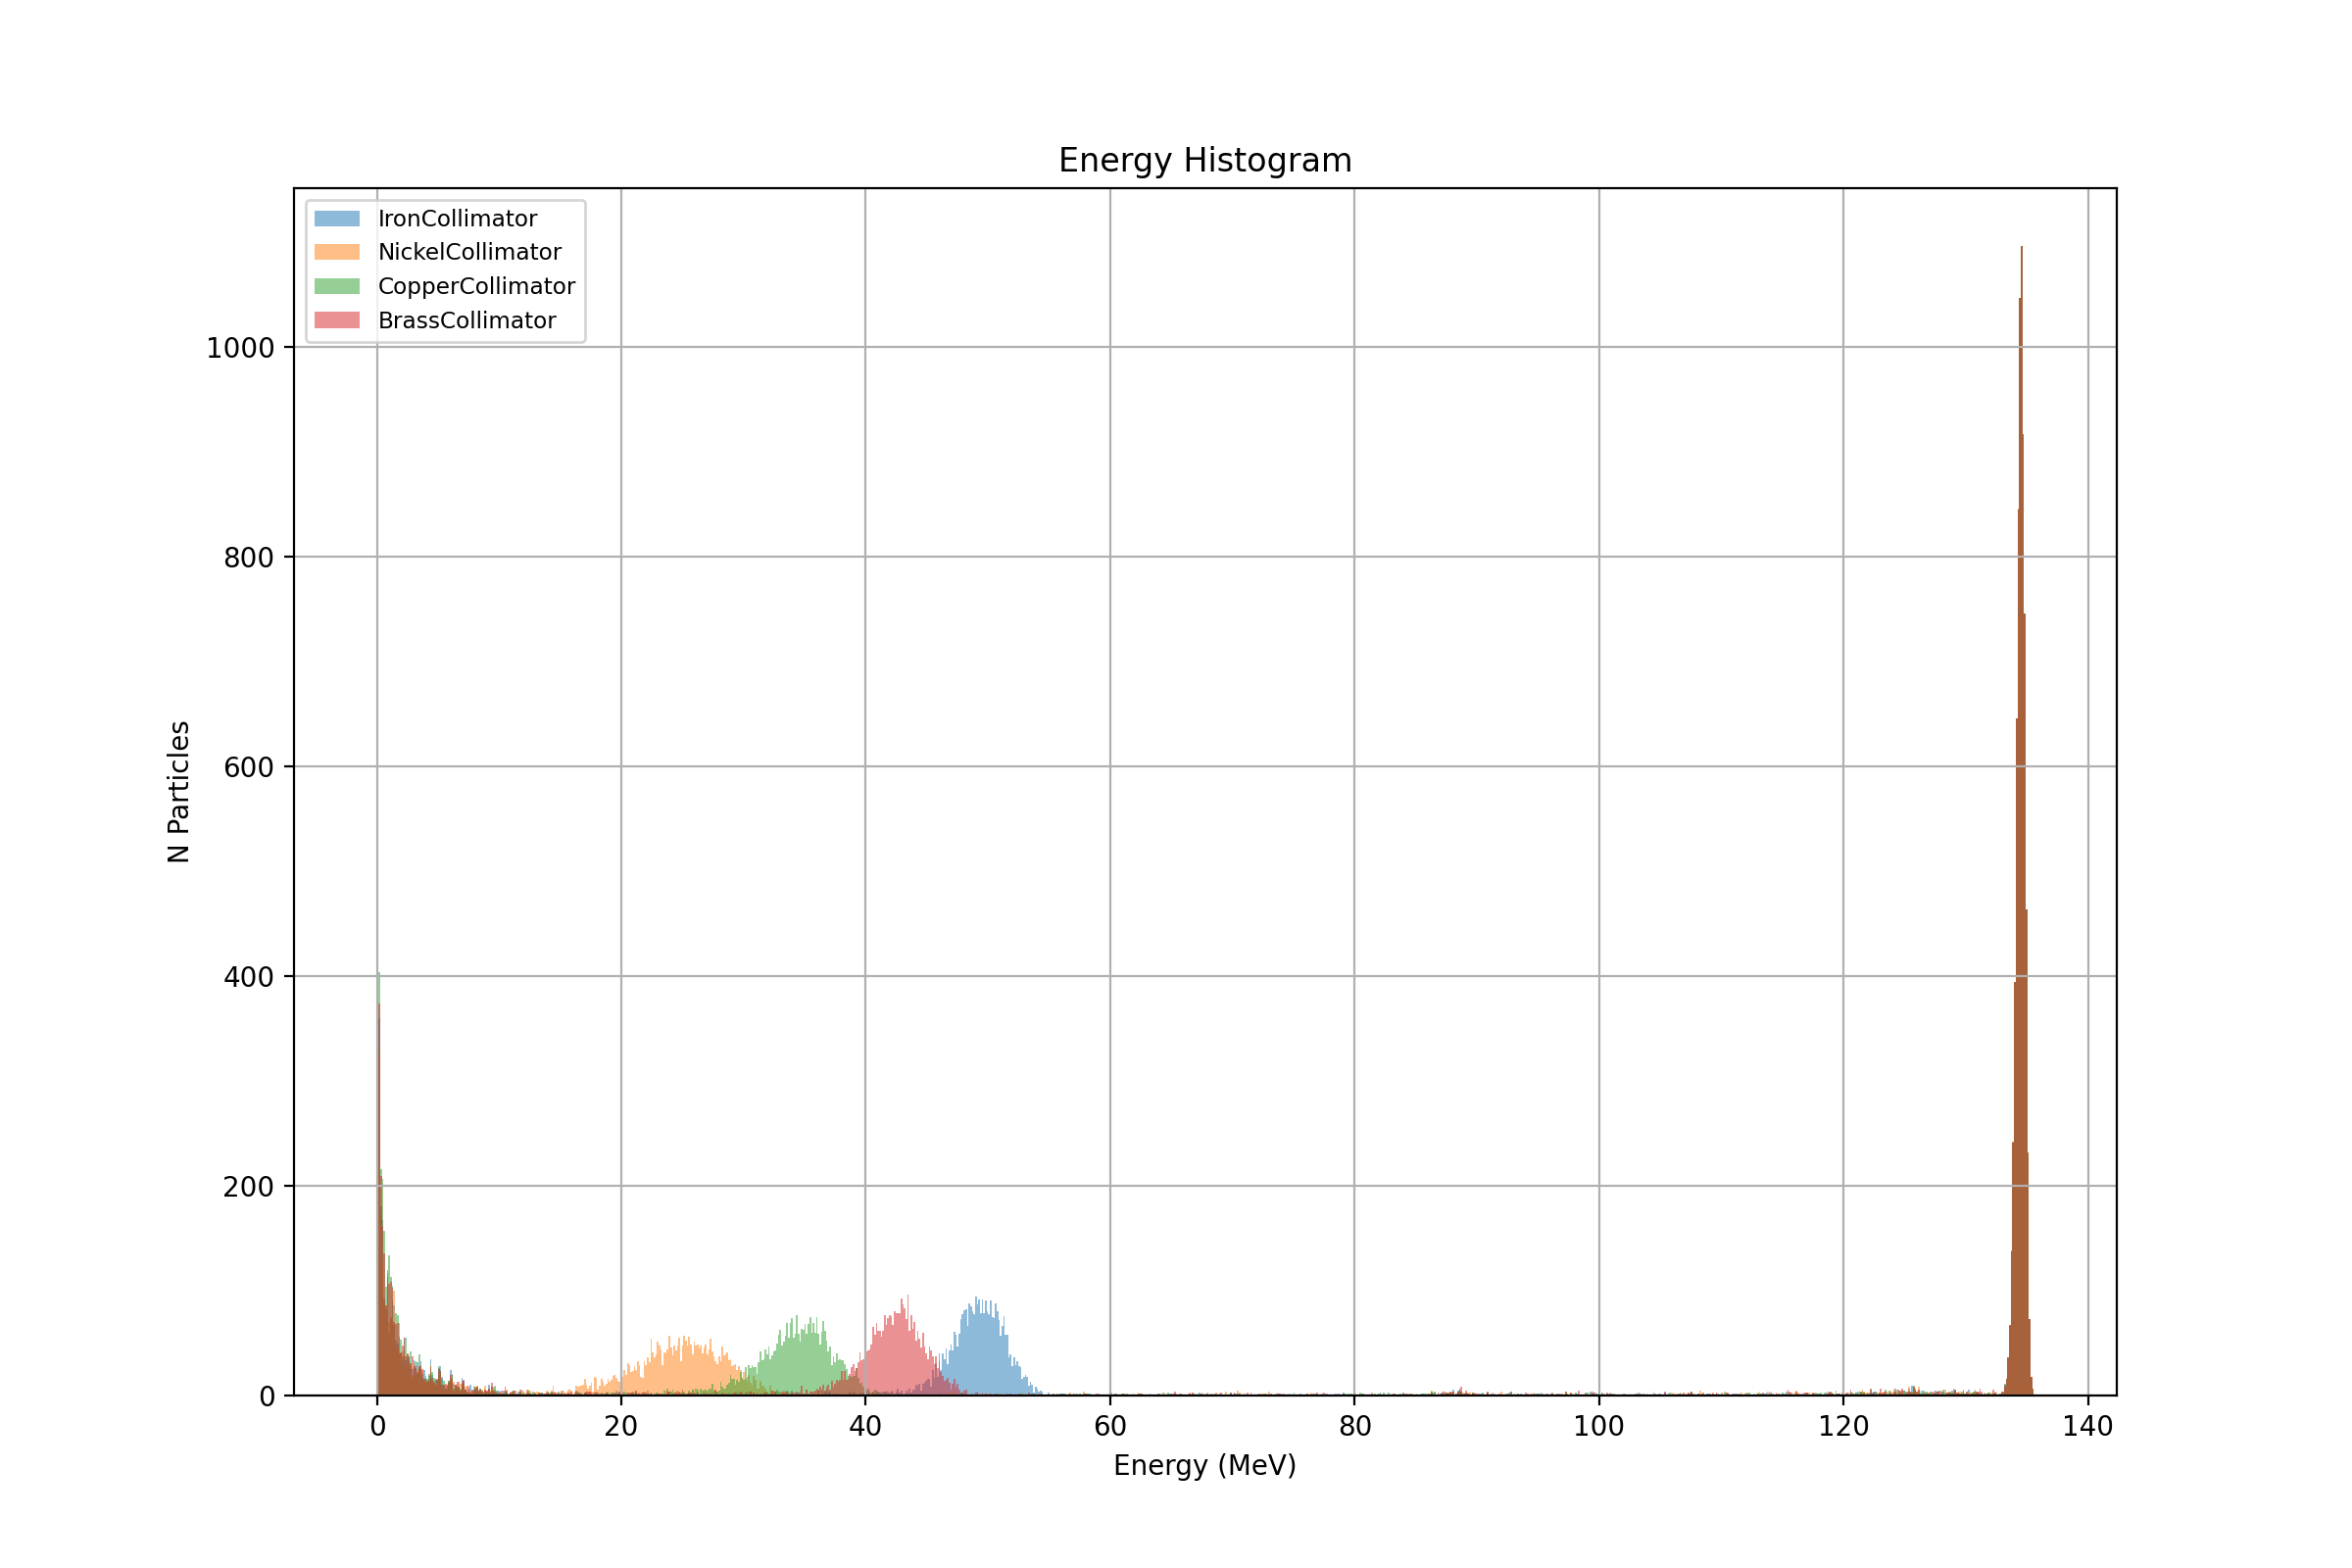 Energy Histogram
IronCollimator
NickelCollimator
CopperCollimator
BrassCollimator
1000
800
600
400
200
0
N Particles
0 20 40 60 80 100 120 140
Energy (MeV)